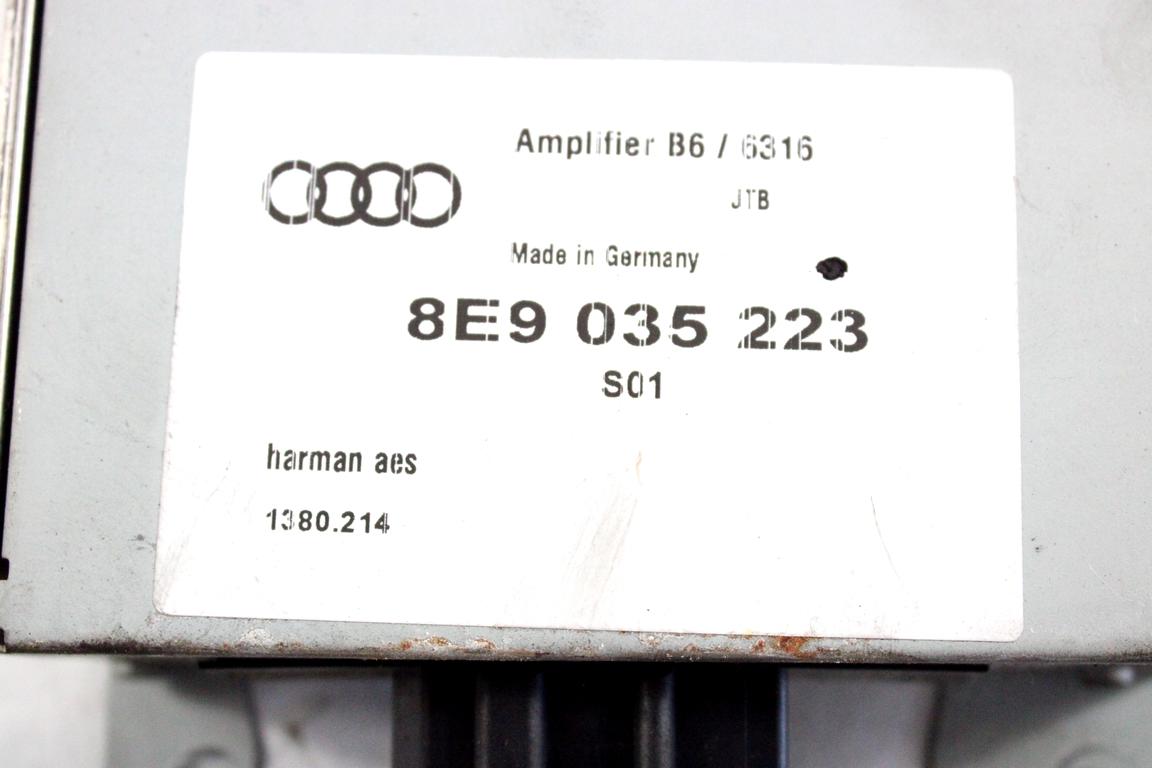 Amplifier B6 / 6316
JTB
Made in Germany
8E9 035 223
S01
harman aes
1380.214